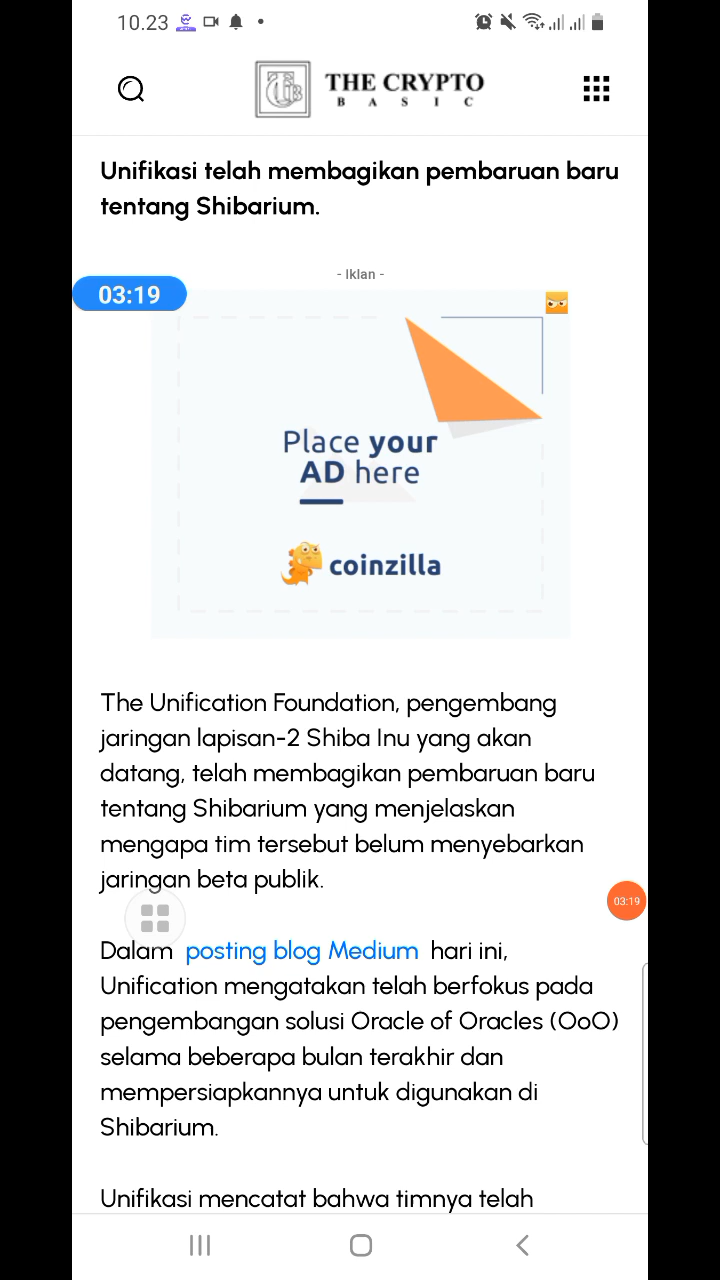 10.23
THE CRYPTO
B A S I C
Unifikasi telah membagikan pembaruan baru
tentang Shibarium.
- Iklan -
03:19
Place your
AD here
coinzilla
The Unification Foundation, pengembang
jaringan lapisan-2 Shiba Inu yang akan
datang, telah membagikan pembaruan baru
tentang Shibarium yang menjelaskan
mengapa tim tersebut belum menyebarkan
jaringan beta publik.
03:19
Dalam posting blog Medium hari ini,
Unification mengatakan telah berfokus pada
pengembangan solusi Oracle of Oracles (OoO)
selama beberapa bulan terakhir dan
mempersiapkannya untuk digunakan di
Shibarium.
Unifikasi mencatat bahwa timnya telah